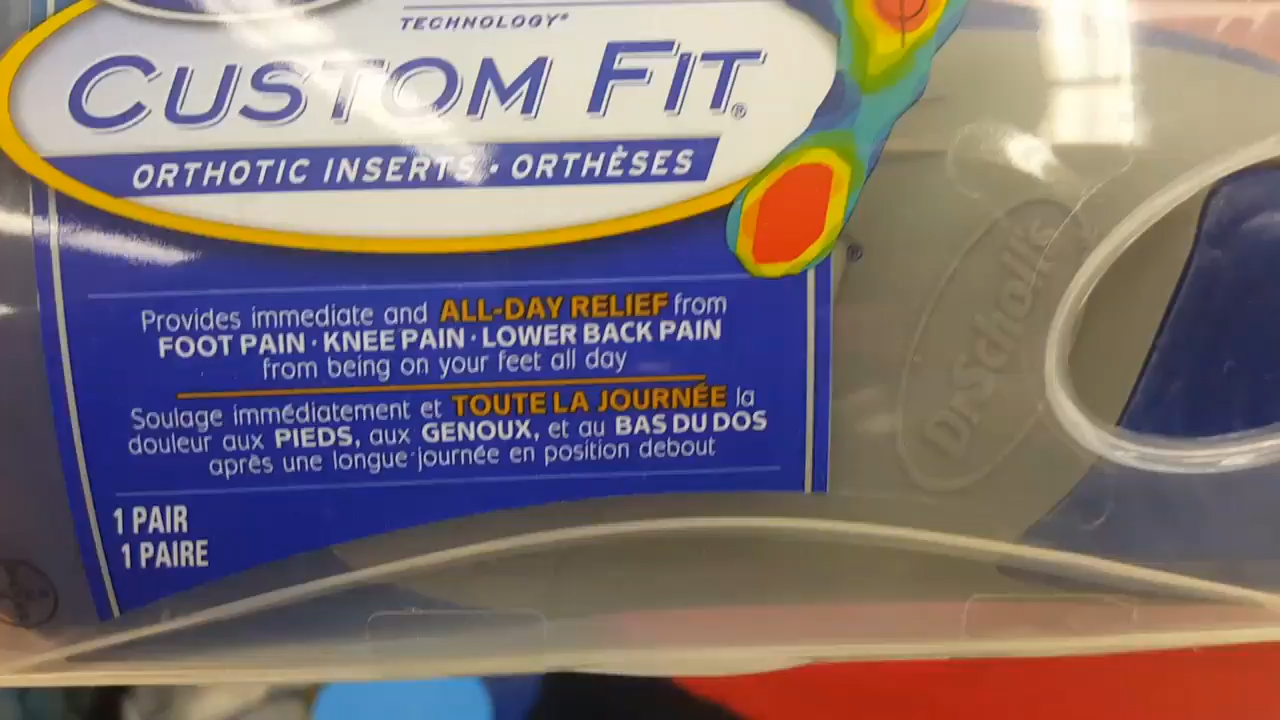 TECHNOLOGY®
CUSTOM FIT®
ORTHOTIC INSERTS • ORTHÈSES
Provides immediate and ALL-DAY RELIEF from
FOOT PAIN · KNEE PAIN · LOWER BACK PAIN
from being on your feet all day
Soulage immédiatement et TOUTE LA JOURNÉE la
douleur aux PIEDS, aux GENOUX, et au BAS DU DOS
après une longue journée en position debout
1 PAIR
1 PAIRE
®
Dr. Scholl's